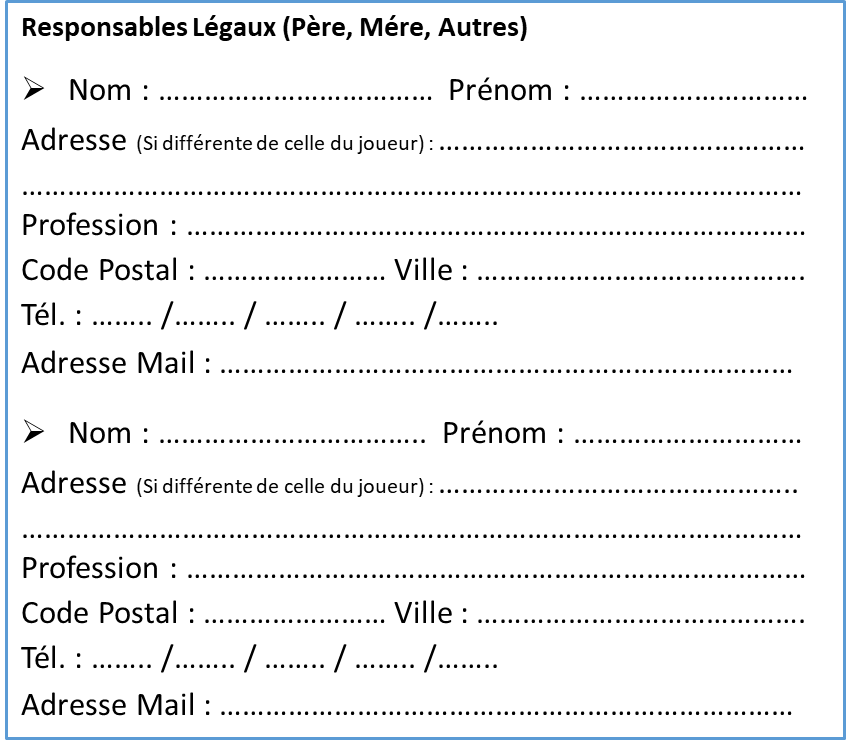 Responsables Légaux (Père, Mére, Autres)
➢ Nom : ……………………………… Prénom : …………………………
Adresse (Si différente de celle du joueur) : …………………………………………
…………………………………………………………………………………………
Profession : ………………………………………………………………………
Code Postal : …………………… Ville : …………………………………….
Tél. : …….. /…….. / …….. / …….. /……..
Adresse Mail : …………………………………………………………………
➢ Nom : …………………………….. Prénom : …………………………
Adresse (Si différente de celle du joueur) : ………………………………………..
…………………………………………………………………………………………
Profession : ………………………………………………………………………
Code Postal : …………………… Ville : …………………………………….
Tél. : …….. /…….. / …….. / …….. /……..
Adresse Mail : …………………………………………………………………